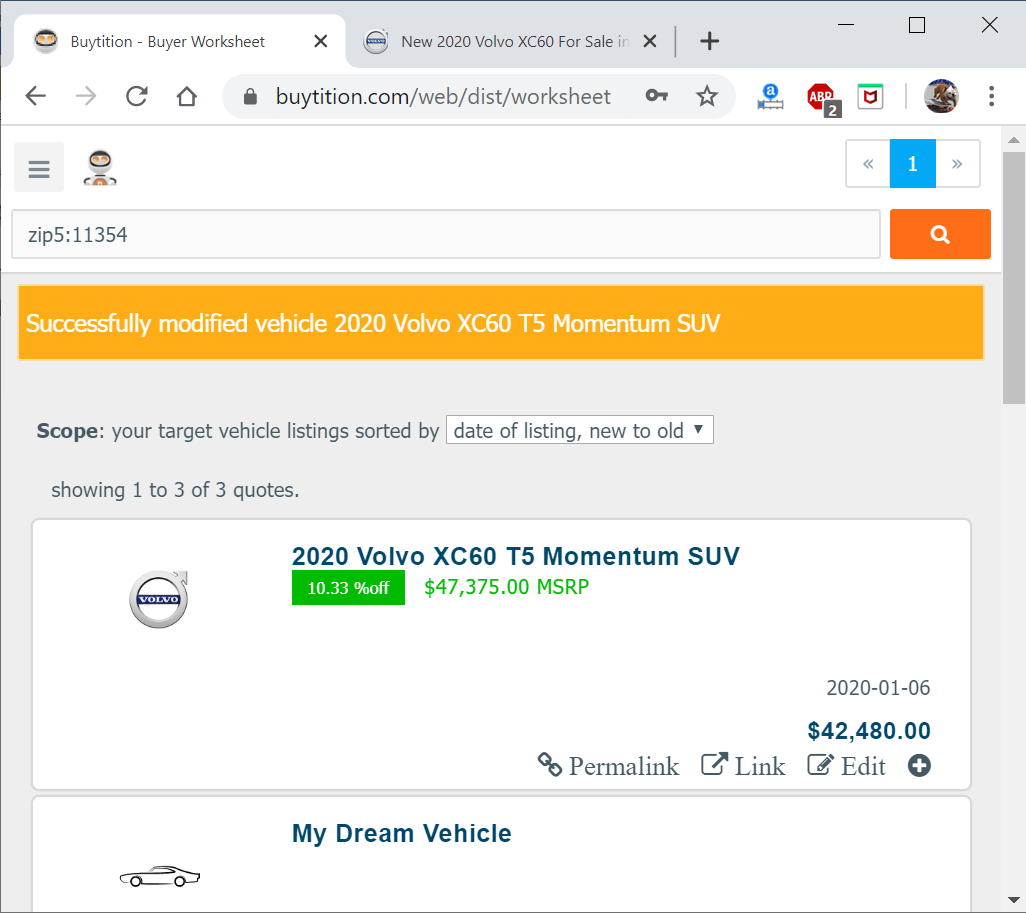 Buytition - Buyer Worksheet
New 2020 Volvo XC60 For Sale in
buytition.com/web/dist/worksheet
ABP
2
« 1 »
zip5:11354
Successfully modified vehicle 2020 Volvo XC60 T5 Momentum SUV
Scope: your target vehicle listings sorted by date of listing, new to old
showing 1 to 3 of 3 quotes.
2020 Volvo XC60 T5 Momentum SUV
VOLVO
10.33 %off $47,375.00 MSRP
2020-01-06
$42,480.00
Permalink Link Edit
My Dream Vehicle